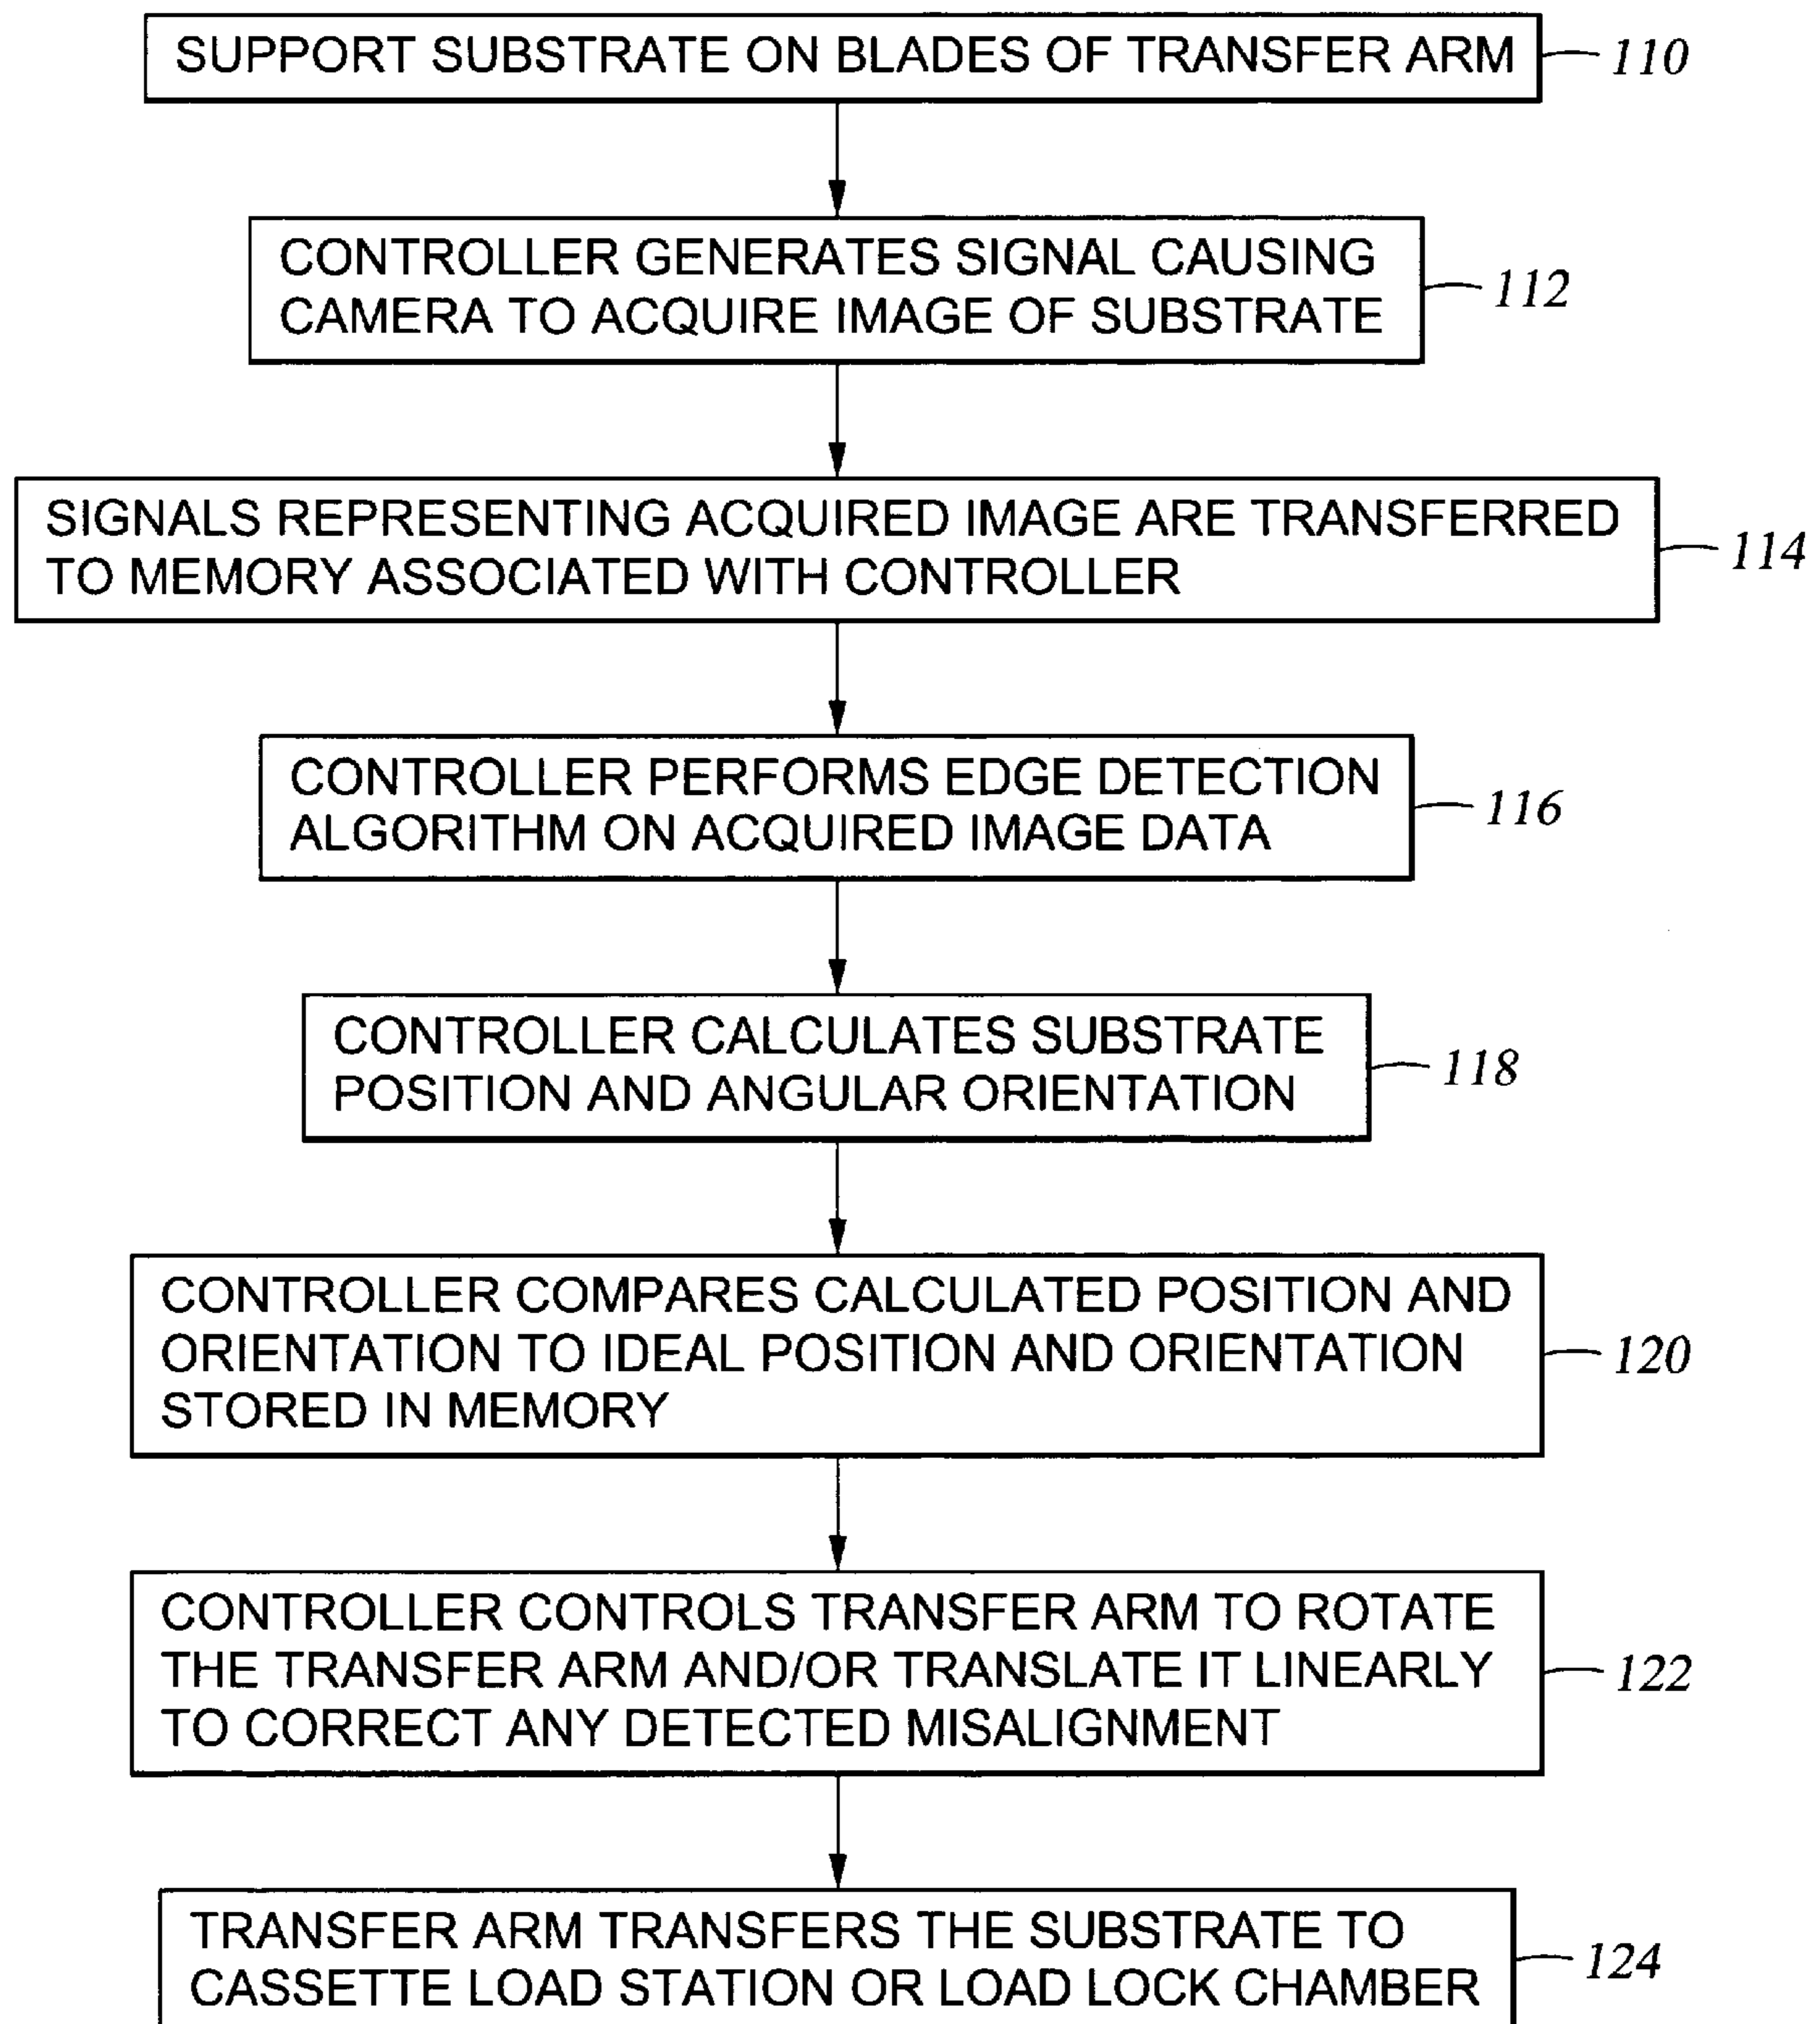 SUPPORT SUBSTRATE ON BLADES OF TRANSFER ARM
110
CONTROLLER GENERATES SIGNAL CAUSING
CAMERA TO ACQUIRE IMAGE OF SUBSTRATE
112
SIGNALS REPRESENTING ACQUIRED IMAGE ARE TRANSFERRED
TO MEMORY ASSOCIATED WITH CONTROLLER
114
CONTROLLER PERFORMS EDGE DETECTION
ALGORITHM ON ACQUIRED IMAGE DATA
116
CONTROLLER CALCULATES SUBSTRATE
POSITION AND ANGULAR ORIENTATION
118
CONTROLLER COMPARES CALCULATED POSITION AND
ORIENTATION TO IDEAL POSITION AND ORIENTATION
STORED IN MEMORY
120
CONTROLLER CONTROLS TRANSFER ARM TO ROTATE
THE TRANSFER ARM AND/OR TRANSLATE IT LINEARLY
TO CORRECT ANY DETECTED MISALIGNMENT
122
TRANSFER ARM TRANSFERS THE SUBSTRATE TO
CASSETTE LOAD STATION OR LOAD LOCK CHAMBER
124